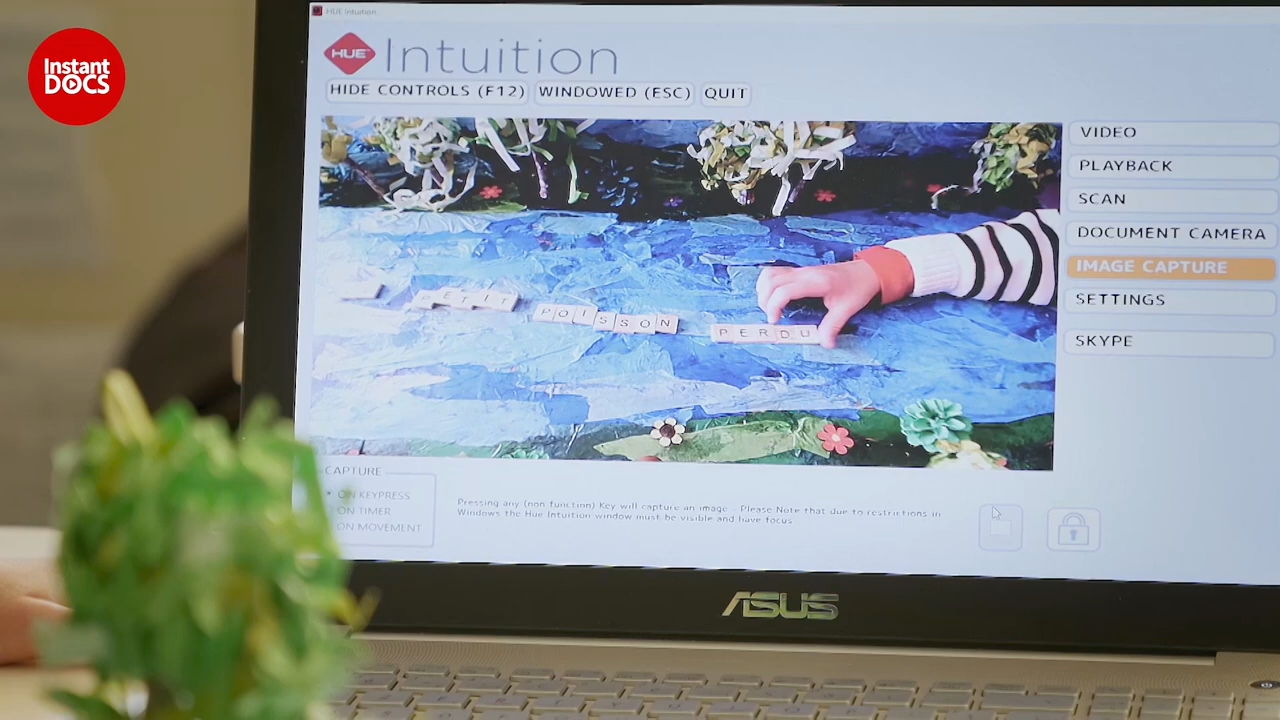 Instant
DOCS
HUE Intuition
HUE Intuition
HIDE CONTROLS (F12) WINDOWED (ESC) QUIT
VIDEO
PLAYBACK
SCAN
DOCUMENT CAMERA
IMAGE CAPTURE
SETTINGS
SKYPE
PETIT POISSON PERDU
CAPTURE
ON KEYPRESS
ON TIMER
ON MOVEMENT
Pressing any (non function) Key will capture an image - Please Note that due to restrictions in
Windows the Hue Intuition window must be visible and have focus
ASUS